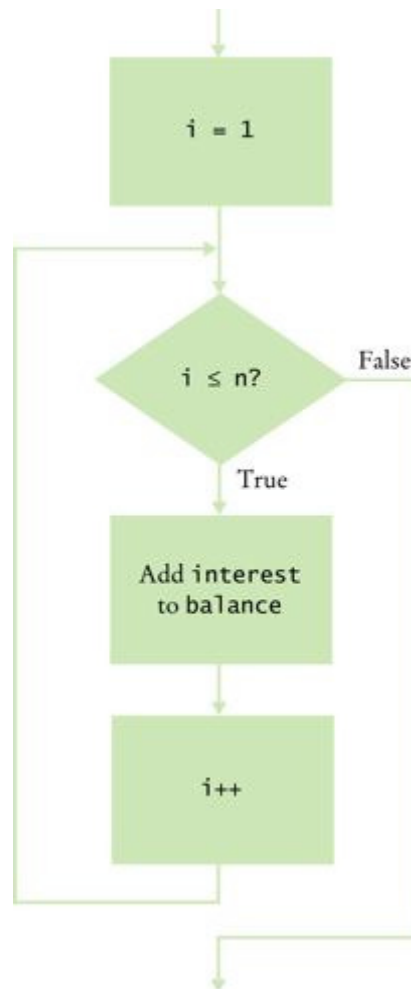 i = 1
i ≤ n?
False
True
Add interest
to balance
i++